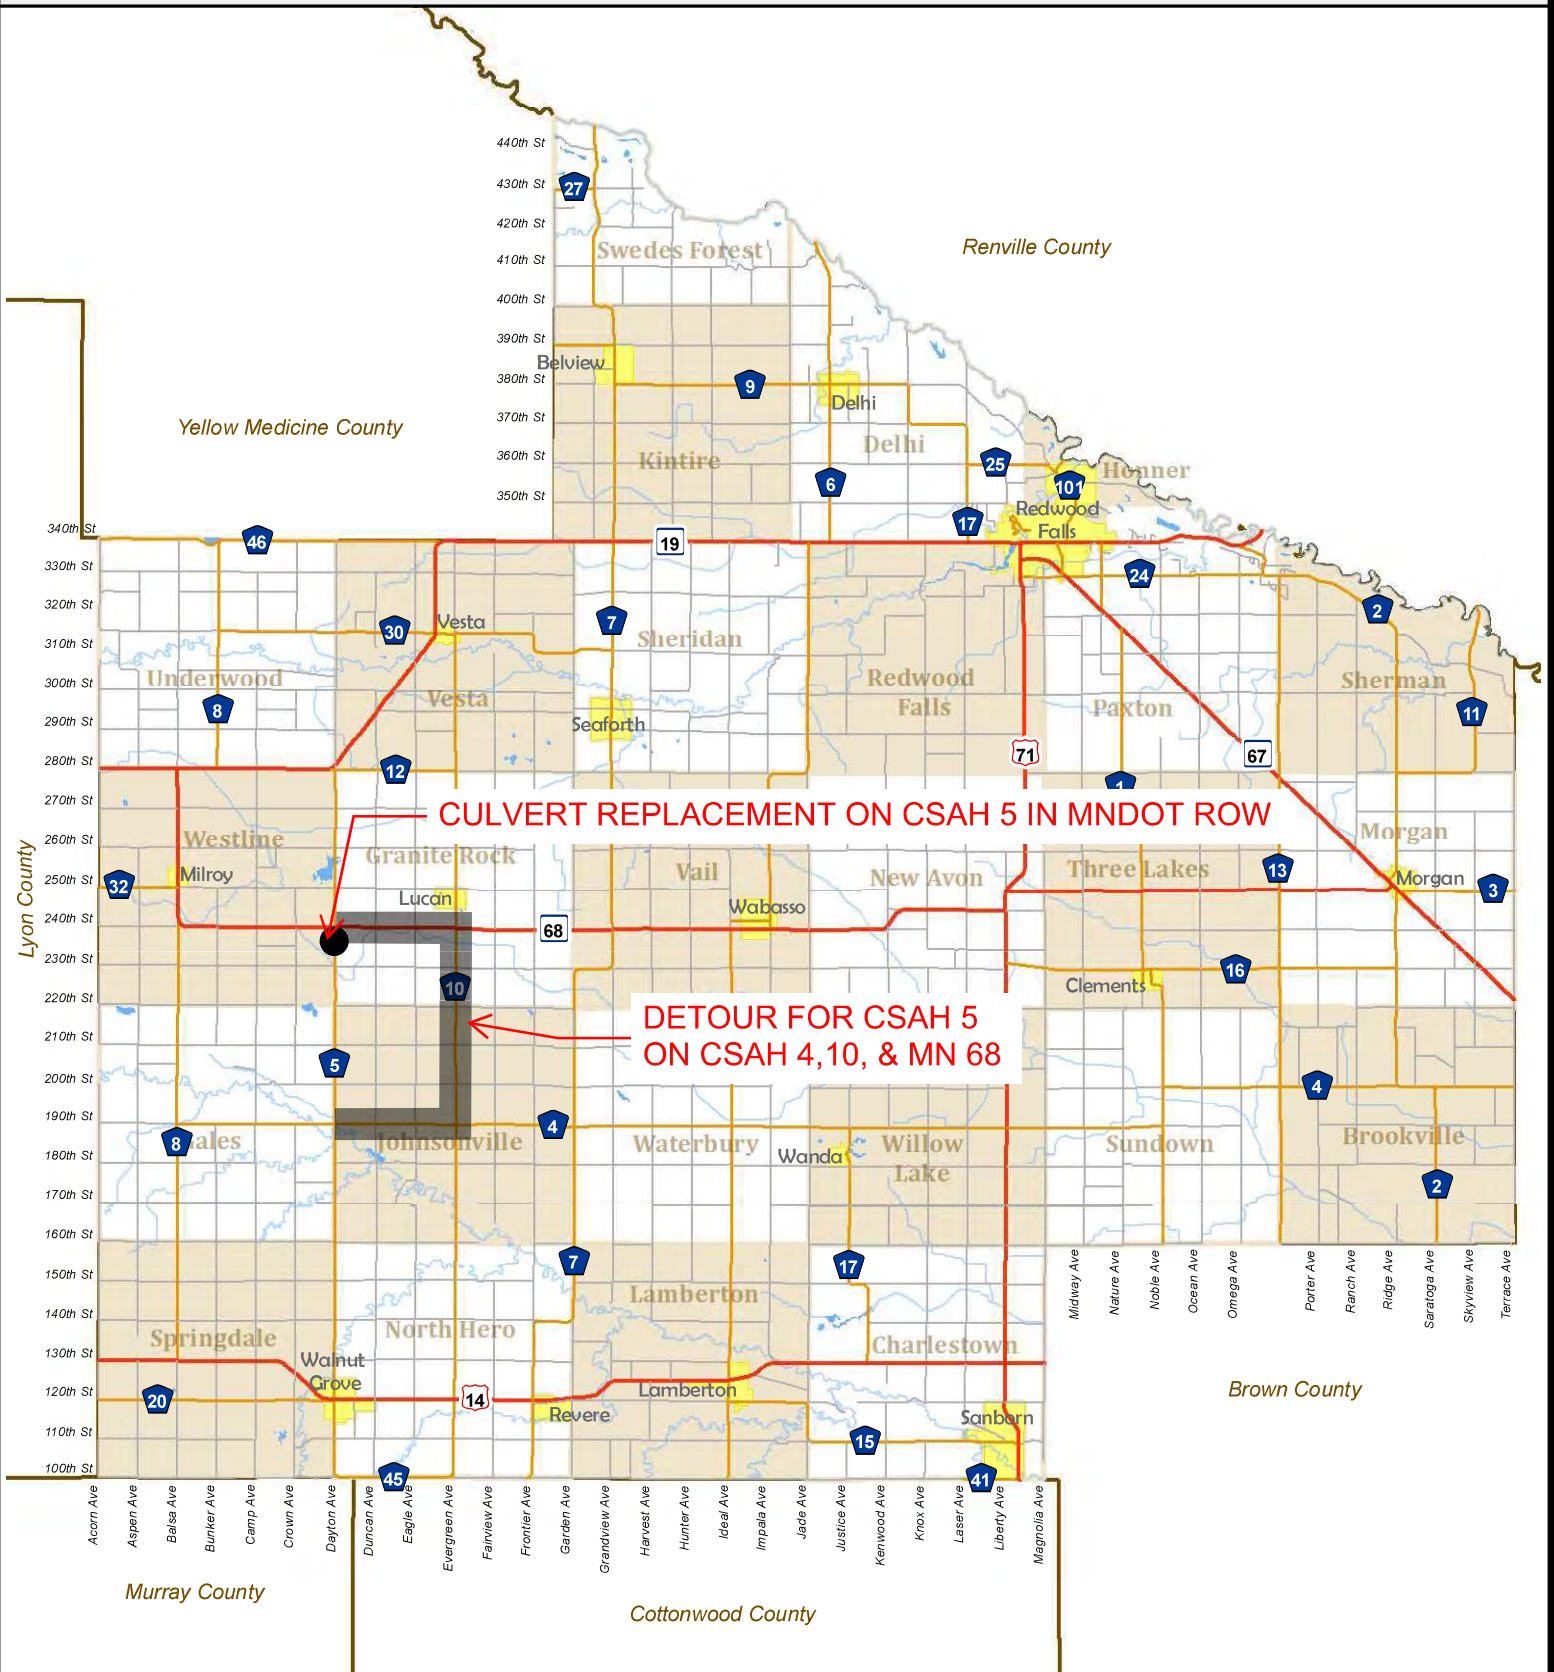 440th St
430th St
27
420th St
Swedes Forest
Renville County
410th St
400th St
390th St
Belview
380th St
9
Delhi
370th St
Yellow Medicine County
Delhi
360th St
Kintire
25
Honner
350th St
6
101
Redwood
Falls
17
340th St
46
19
330th St
24
320th St
2
30
Vesta
7
310th St
Sheridan
Underwood
300th St
Vesta
Redwood
Falls
Sherman
8
290th St
Seaforth
Paxton
11
280th St
12
71
67
1
270th St
CULVERT REPLACEMENT ON CSAH 5 IN MNDOT ROW
260th St
Westline
Granite Rock
Morgan
Lyon County
250th St
32
Milroy
Vail
New Avon
Three Lakes
13
Morgan
3
Lucan
Wabasso
240th St
68
230th St
16
10
Clements
220th St
DETOUR FOR CSAH 5
ON CSAH 4,10, & MN 68
210th St
5
200th St
4
190th St
8
Gales
Johnsonville
4
Waterbury
Wanda
Willow
Lake
Sundown
Brookville
180th St
170th St
2
160th St
7
17
150th St
Midway Ave
Nature Ave
Noble Ave
Ocean Ave
Omega Ave
Porter Ave
Ranch Ave
Ridge Ave
Saratoga Ave
Skyview Ave
Terrace Ave
Lamberton
140th St
Springdale
North Hero
Charlestown
130th St
Walnut
Grove
120th St
20
14
Lamberton
Brown County
Revere
Sanborn
110th St
15
100th St
45
41
Acorn Ave
Aspen Ave
Balsa Ave
Bunker Ave
Camp Ave
Crown Ave
Dayton Ave
Duncan Ave
Eagle Ave
Evergreen Ave
Fairview Ave
Frontier Ave
Garden Ave
Grandview Ave
Harvest Ave
Hunter Ave
Ideal Ave
Impala Ave
Jade Ave
Justice Ave
Kenwood Ave
Knox Ave
Laser Ave
Liberty Ave
Magnolia Ave
Murray County
Cottonwood County